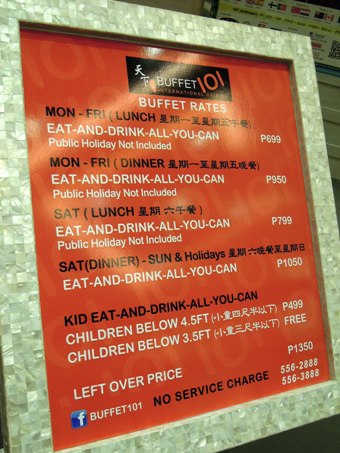 天下 BUFFET 101
INTERNATIONAL CUISINE
BUFFET RATES
MON - FRI ( LUNCH 星期一至星期五午餐)
EAT-AND-DRINK-ALL-YOU-CAN P699
Public Holiday Not Included
MON - FRI ( DINNER 星期一至星期五晚餐)
EAT-AND-DRINK-ALL-YOU-CAN P950
Public Holiday Not Included
SAT ( LUNCH 星期 六午餐 )
EAT-AND-DRINK-ALL-YOU-CAN P799
Public Holiday Not Included
SAT(DINNER) - SUN & Holidays 星期 六晚餐至星期日
EAT-AND-DRINK-ALL-YOU-CAN P1050
KID EAT-AND-DRINK-ALL-YOU-CAN
CHILDREN BELOW 4.5FT (小童四尺半以下) P499
CHILDREN BELOW 3.5FT (小童三尺半以下) FREE
LEFT OVER PRICE P1350
f BUFFET101 NO SERVICE CHARGE 556-2888
556-3888